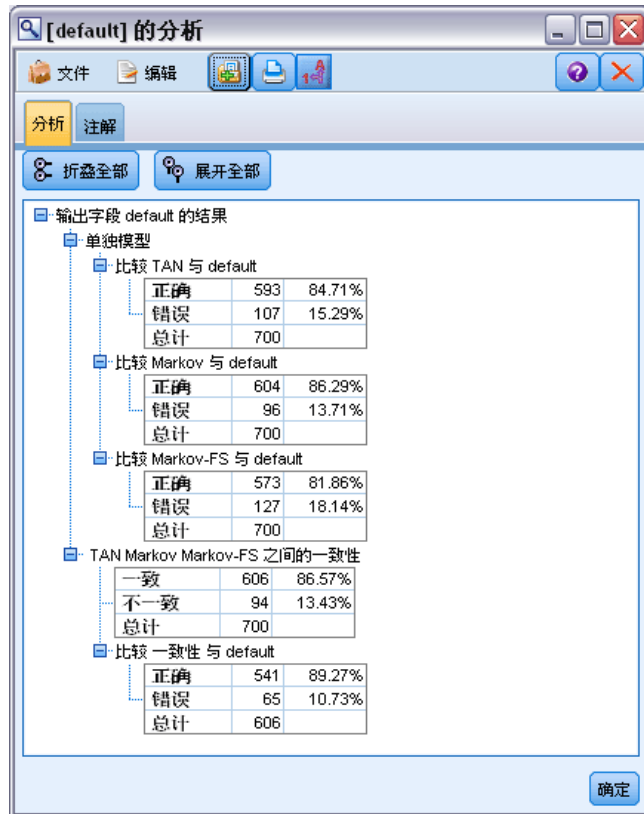 [default] 的分析
文件 编辑
分析 注解
折叠全部 展开全部
输出字段 default 的结果
单独模型
比较 TAN 与 default
正确 593 84.71%
错误 107 15.29%
总计 700
比较 Markov 与 default
正确 604 86.29%
错误 96 13.71%
总计 700
比较 Markov-FS 与 default
正确 573 81.86%
错误 127 18.14%
总计 700
TAN Markov Markov-FS 之间的一致性
一致 606 86.57%
不一致 94 13.43%
总计 700
比较 一致性 与 default
正确 541 89.27%
错误 65 10.73%
总计 606
确定